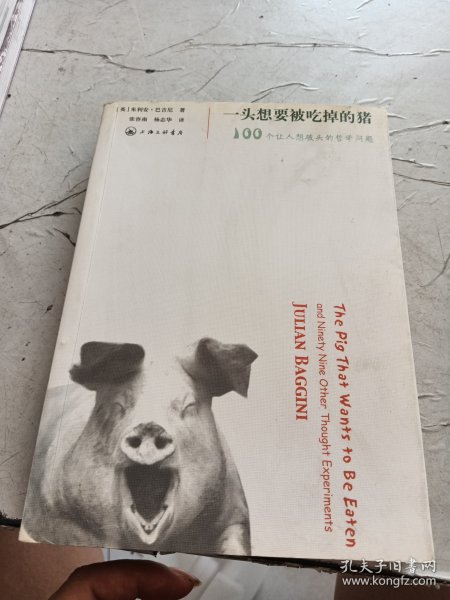 [英]朱利安·巴吉尼 著
张容南 杨志华 译
上海三联书店
一头想要被吃掉的猪
100个让人想破头的哲学问题
The Pig That Wants to Be Eaten
and Ninety Nine Other Thought Experiments
JULIAN BAGGINI
孔夫子旧书网
www.kongfz.com